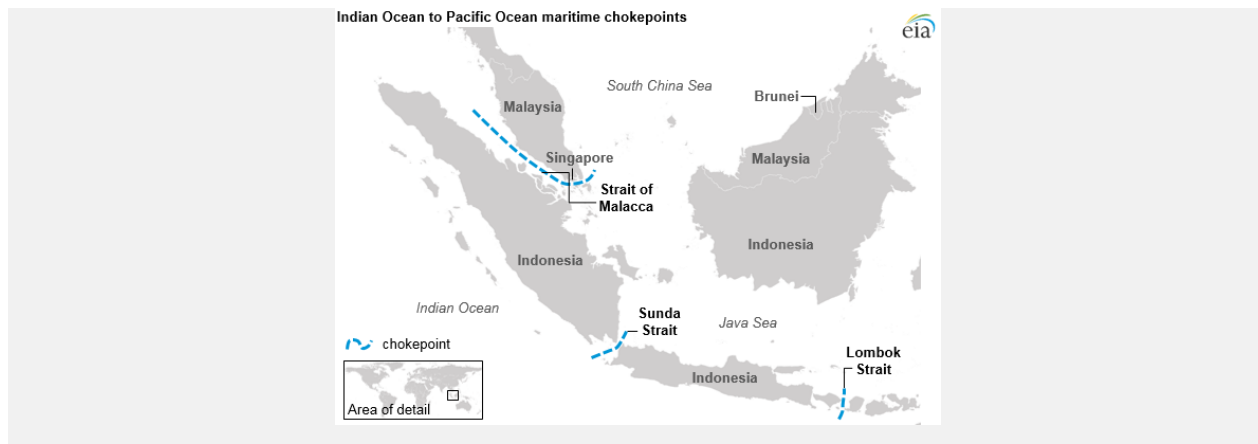 Indian Ocean to Pacific Ocean maritime chokepoints
eia
South China Sea
Brunei
Malaysia
Singapore
Malaysia
Strait of
Malacca
Indonesia
Indonesia
Indian Ocean
Sunda
Strait
Java Sea
chokepoint
Lombok
Strait
Indonesia
Area of detail